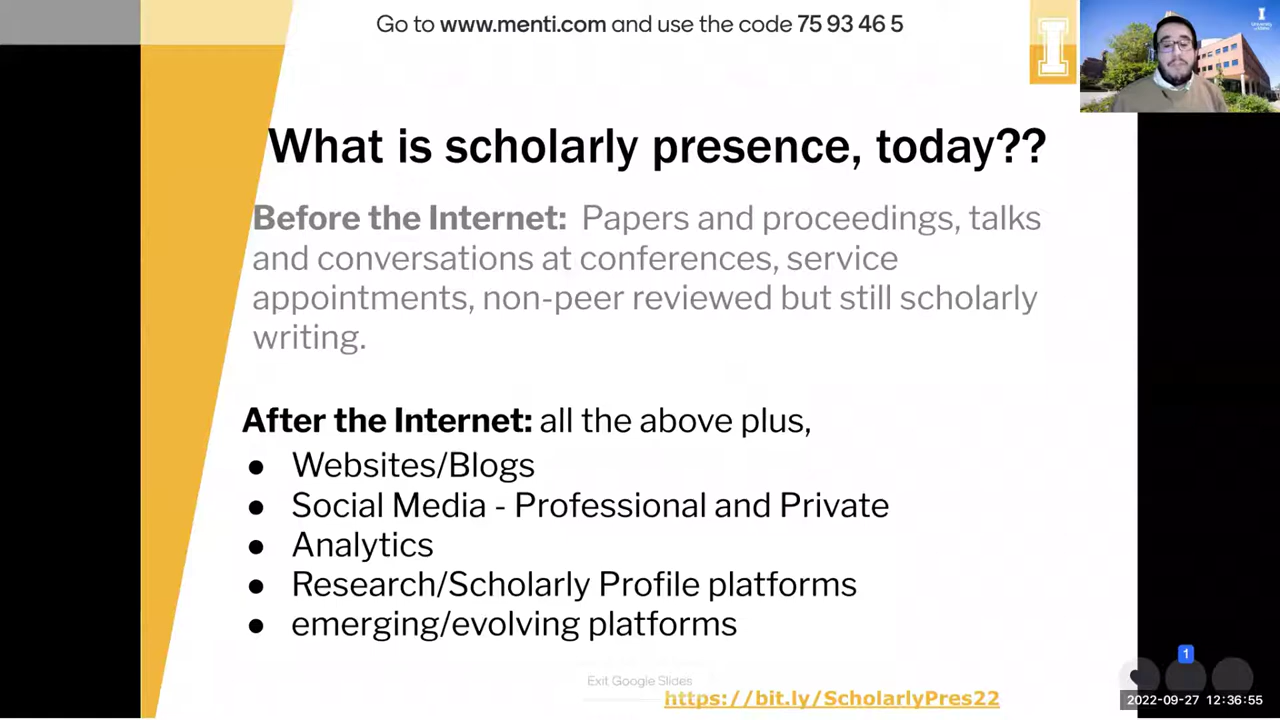 Go to www.menti.com and use the code 75 93 46 5
I
I
What is scholarly presence, today??
Before the Internet: Papers and proceedings, talks
and conversations at conferences, service
appointments, non-peer reviewed but still scholarly
writing.
After the Internet: all the above plus,
● Websites/Blogs
● Social Media - Professional and Private
● Analytics
● Research/Scholarly Profile platforms
● emerging/evolving platforms
1
Exit Google Slides
https://bit.ly/ScholarlyPres22
2022-09-27 12:36:55